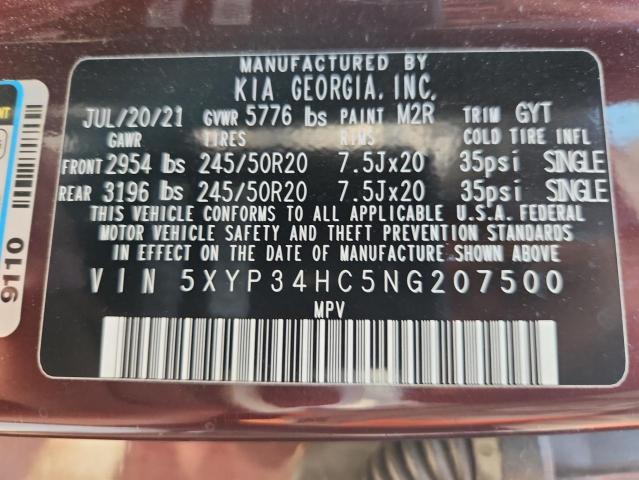 MANUFACTURED BY
KIA GEORGIA, INC,
JUL/20/21 GVWR 5776 lbs PAINT M2R TRIM GYT
GAWR TIRES RIMS COLD TIRE INFL
FRONT 2954 lbs 245/50R20 7.5Jx20 35psi SINGLE
REAR 3196 lbs 245/50R20 7.5Jx20 35psi SINGLE
THIS VEHICLE CONFORMS TO ALL APPLICABLE U.S.A. FEDERAL
MOTOR VEHICLE SAFETY AND THEFT PREVENTION STANDARDS
IN EFFECT ON THE DATE OF MANUFACTURE SHOWN ABOVE.
VIN 5XYP34HC5NG207500
MPV
9110